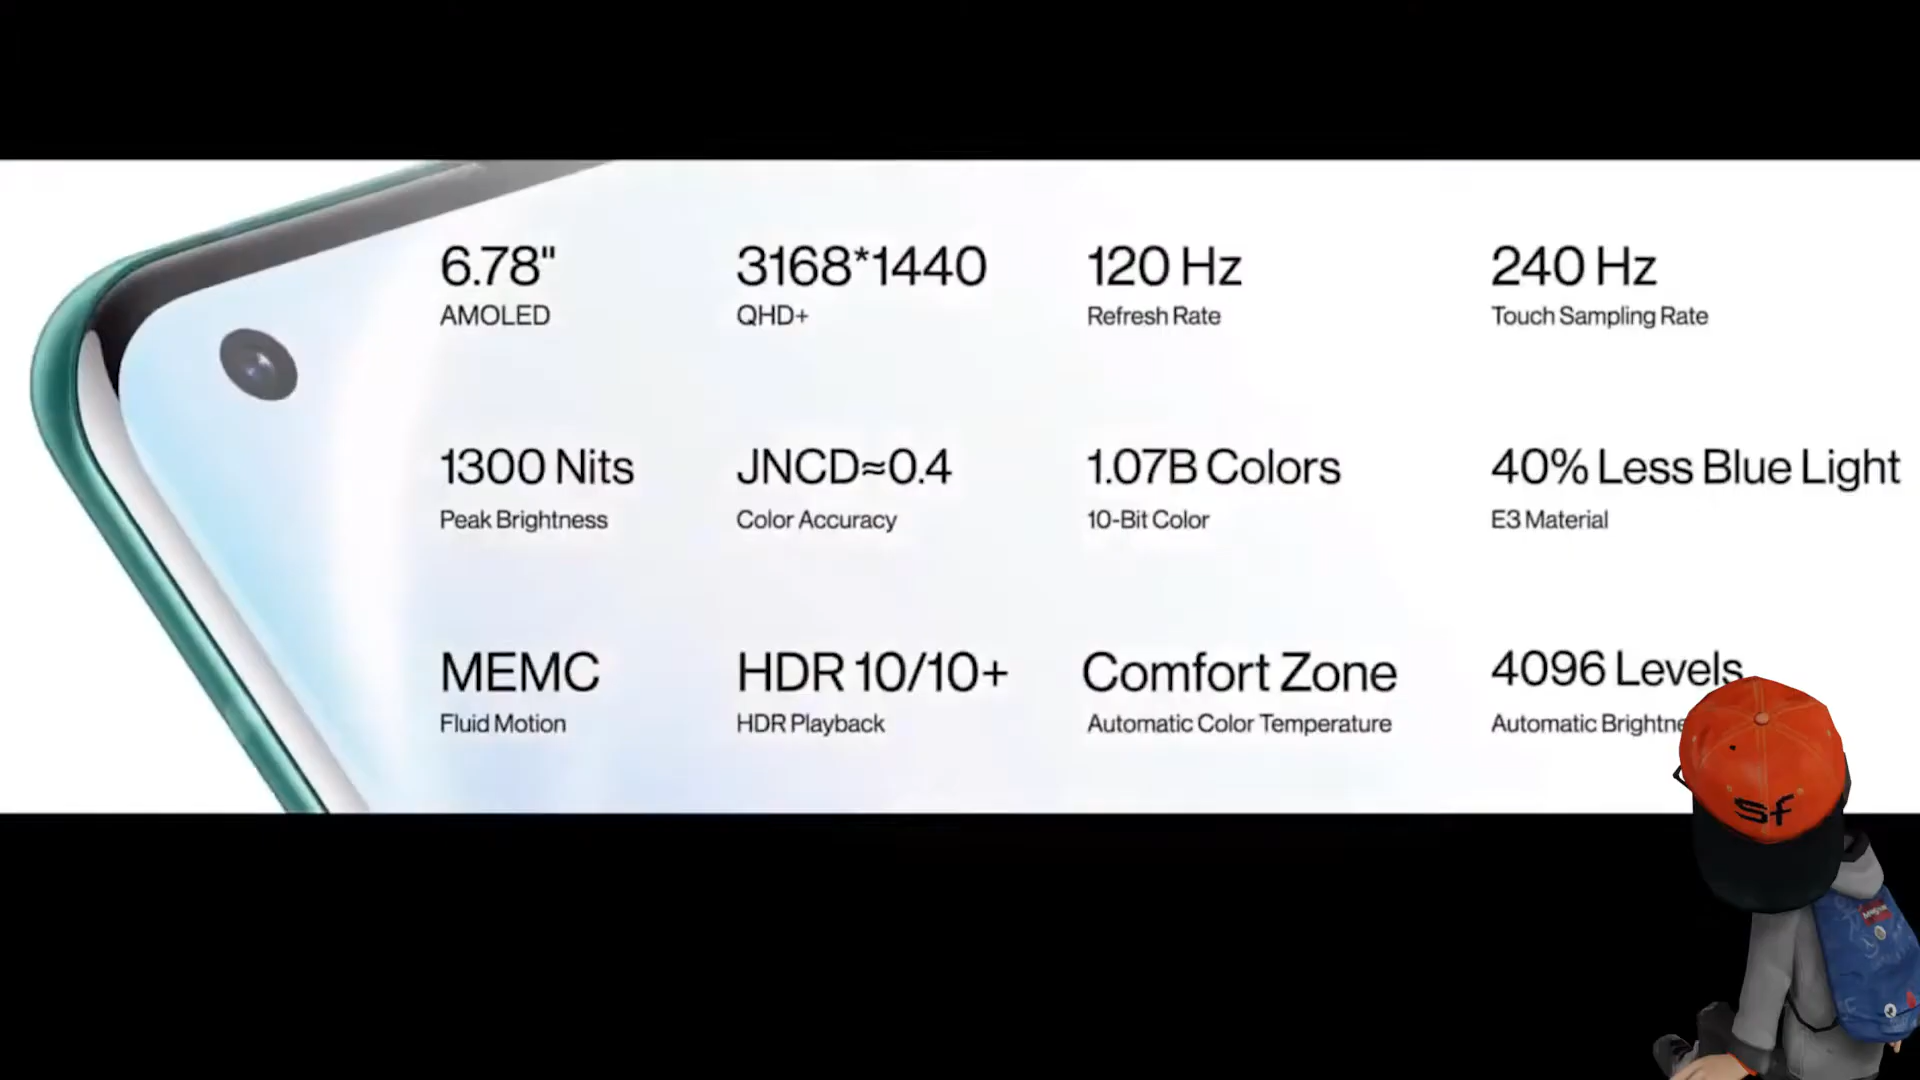 6.78"
AMOLED
3168*1440
QHD+
120 Hz
Refresh Rate
240 Hz
Touch Sampling Rate
1300 Nits
Peak Brightness
JNCD≈0.4
Color Accuracy
1.07B Colors
10-Bit Color
40% Less Blue Light
E3 Material
MEMC
Fluid Motion
HDR 10/10+
HDR Playback
Comfort Zone
Automatic Color Temperature
4096 Levels
Automatic
sf